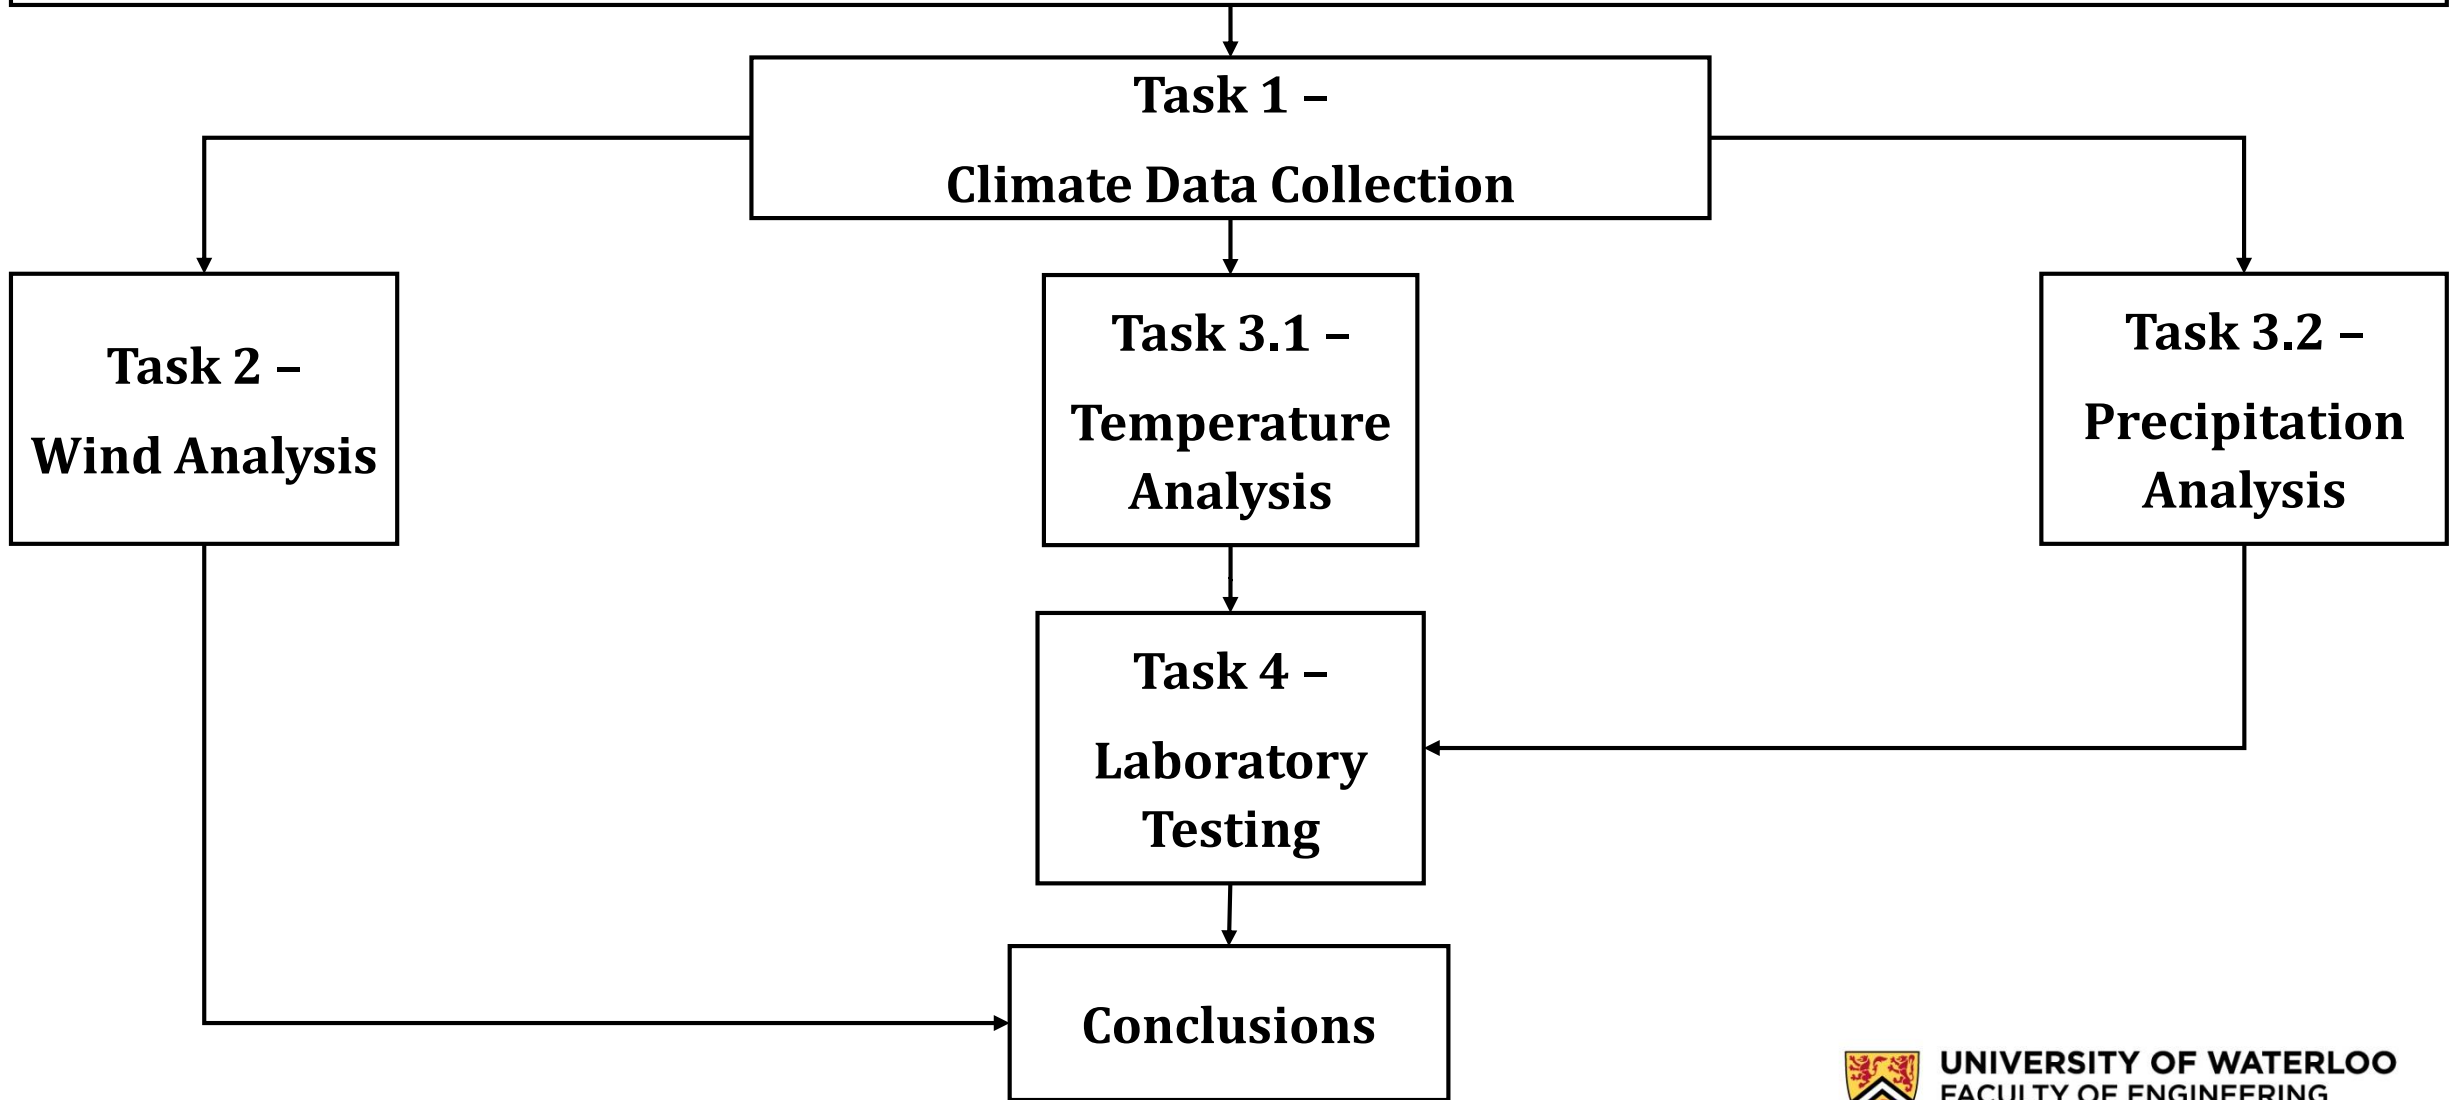 Task 1 –
Climate Data Collection
Task 2 –
Wind Analysis
Task 3.1 –
Temperature
Analysis
Task 3.2 –
Precipitation
Analysis
Task 4 –
Laboratory
Testing
Conclusions
UNIVERSITY OF WATERLOO
FACULTY OF ENGINEERING